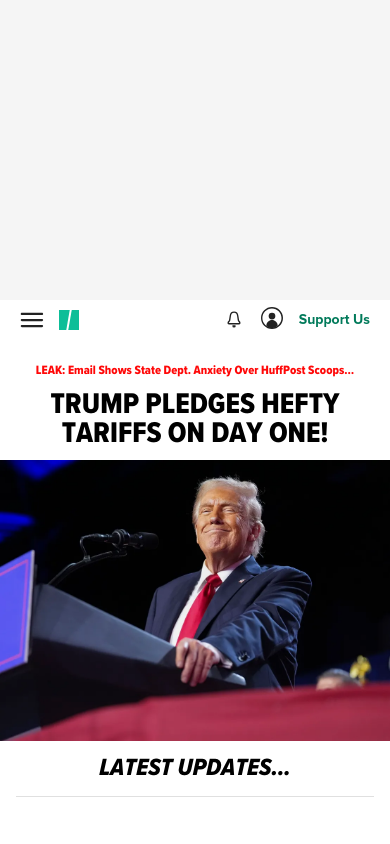 Support Us
LEAK: Email Shows State Dept. Anxiety Over HuffPost Scoops...
TRUMP PLEDGES HEFTY
TARIFFS ON DAY ONE!
LATEST UPDATES...